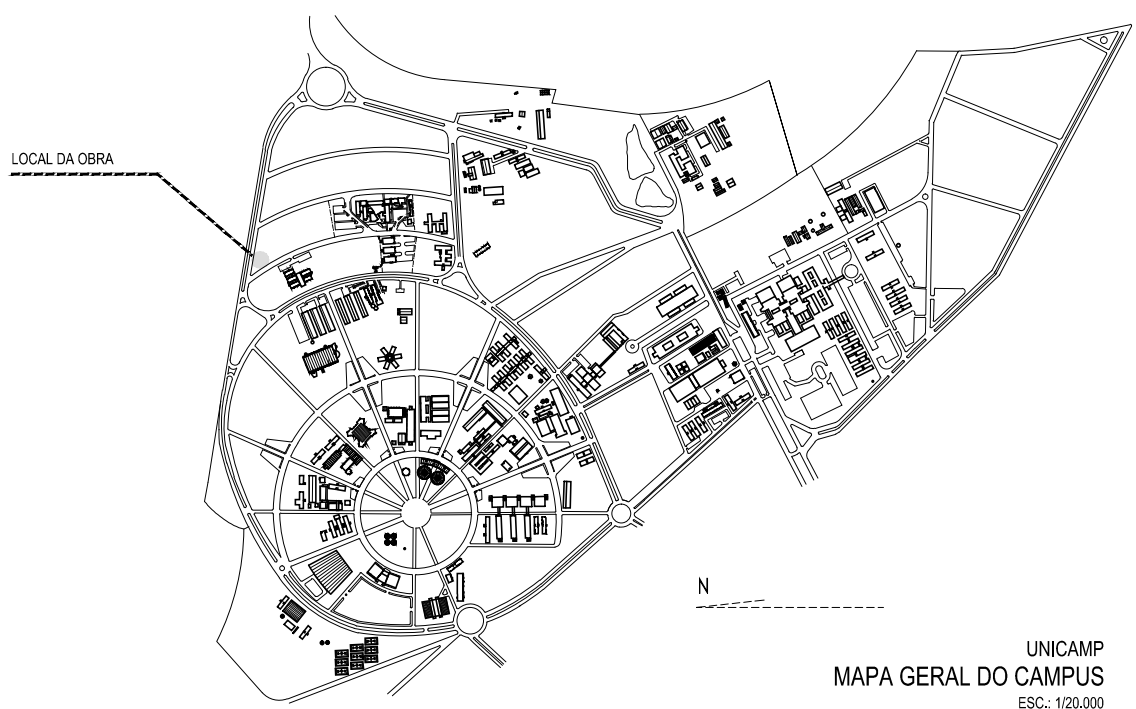 LOCAL DA OBRA
N
UNICAMP
MAPA GERAL DO CAMPUS
ESC.: 1/20.000